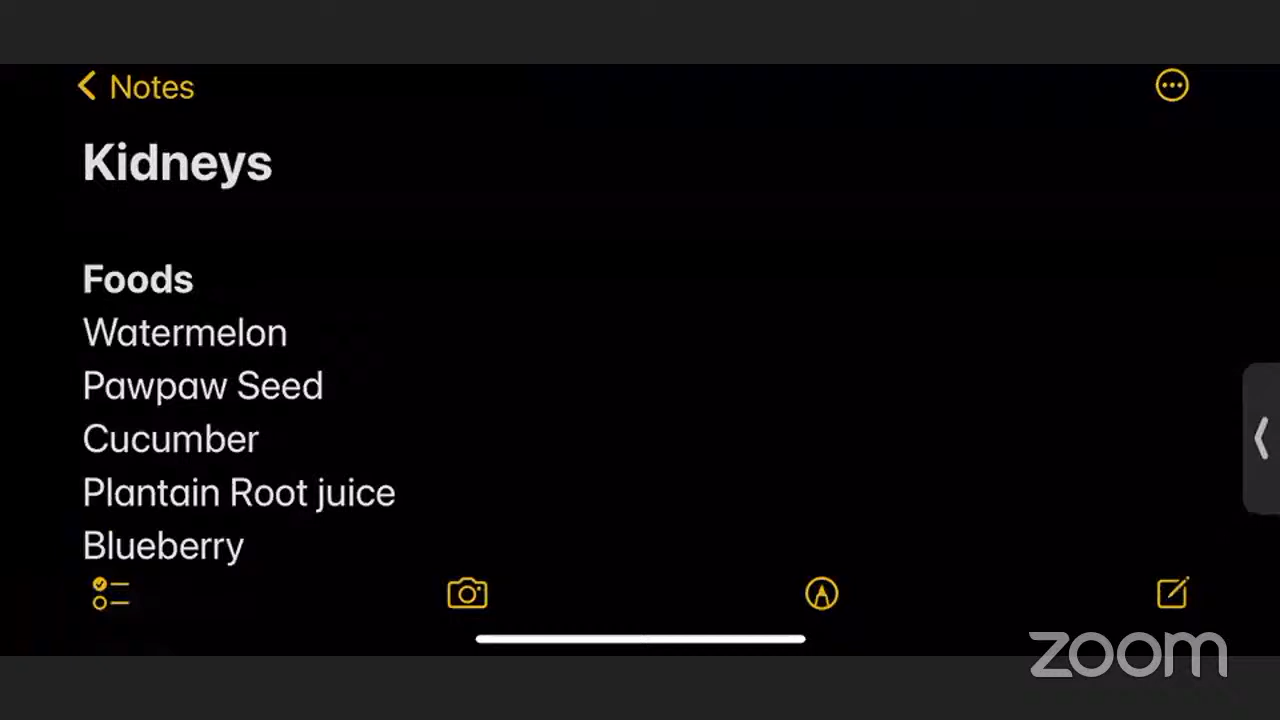 Notes
Kidneys
Foods
Watermelon
Pawpaw Seed
Cucumber
Plantain Root juice
Blueberry
zoom